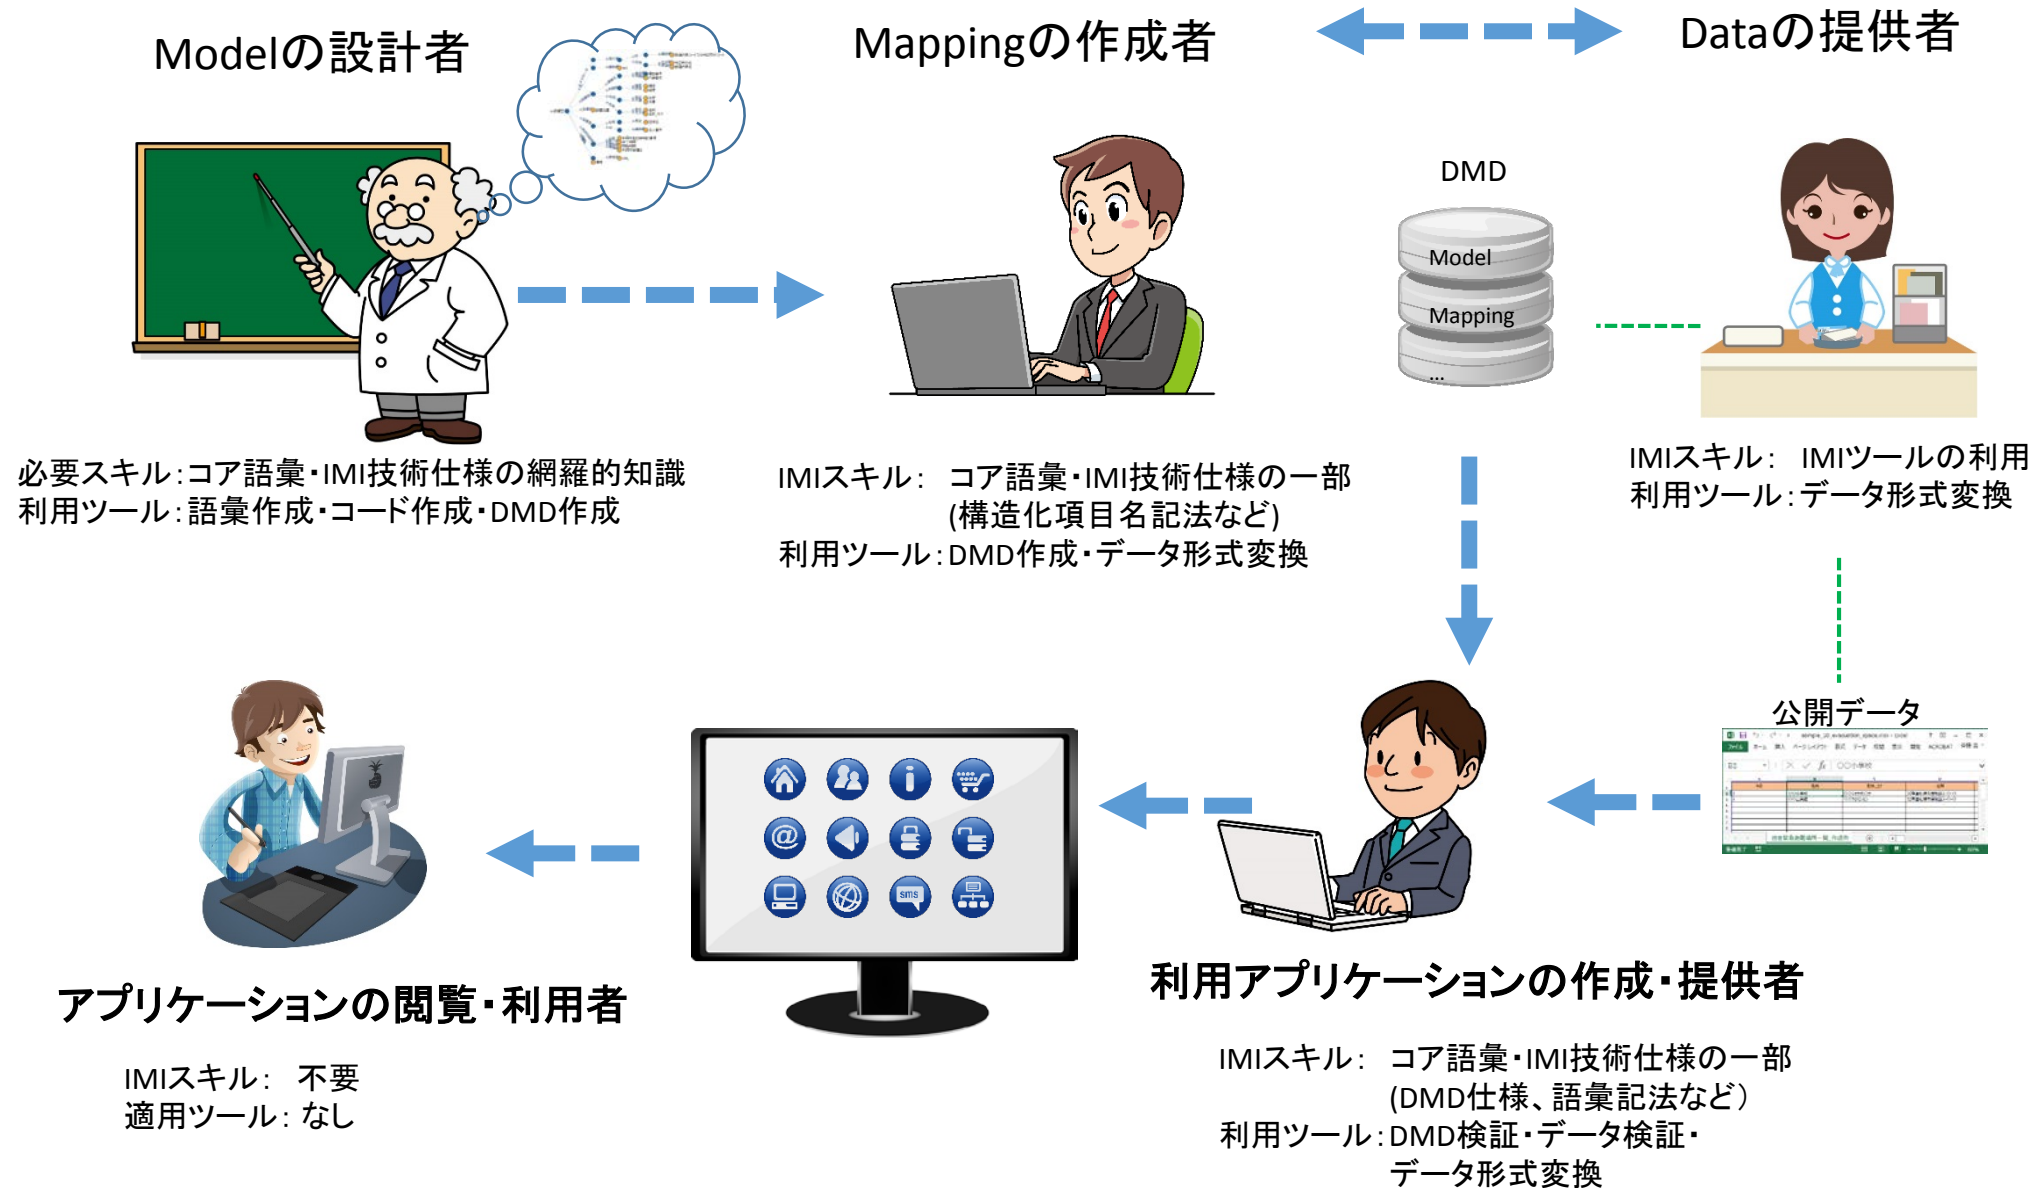 Modelの設計者
Mappingの作成者
Dataの提供者
DMD
Model
Mapping
...
必要スキル:コア語彙・IMI技術仕様の網羅的知識
利用ツール:語彙作成・コード作成・DMD作成
IMIスキル: コア語彙・IMI技術仕様の一部
(構造化項目名記法など)
利用ツール:DMD作成・データ形式変換
IMIスキル: IMIツールの利用
利用ツール:データ形式変換
公開データ
○○小学校
sms
アプリケーションの閲覧・利用者
IMIスキル: 不要
適用ツール: なし
利用アプリケーションの作成・提供者
IMIスキル: コア語彙・IMI技術仕様の一部
(DMD仕様、語彙記法など)
利用ツール:DMD検証・データ検証・
データ形式変換